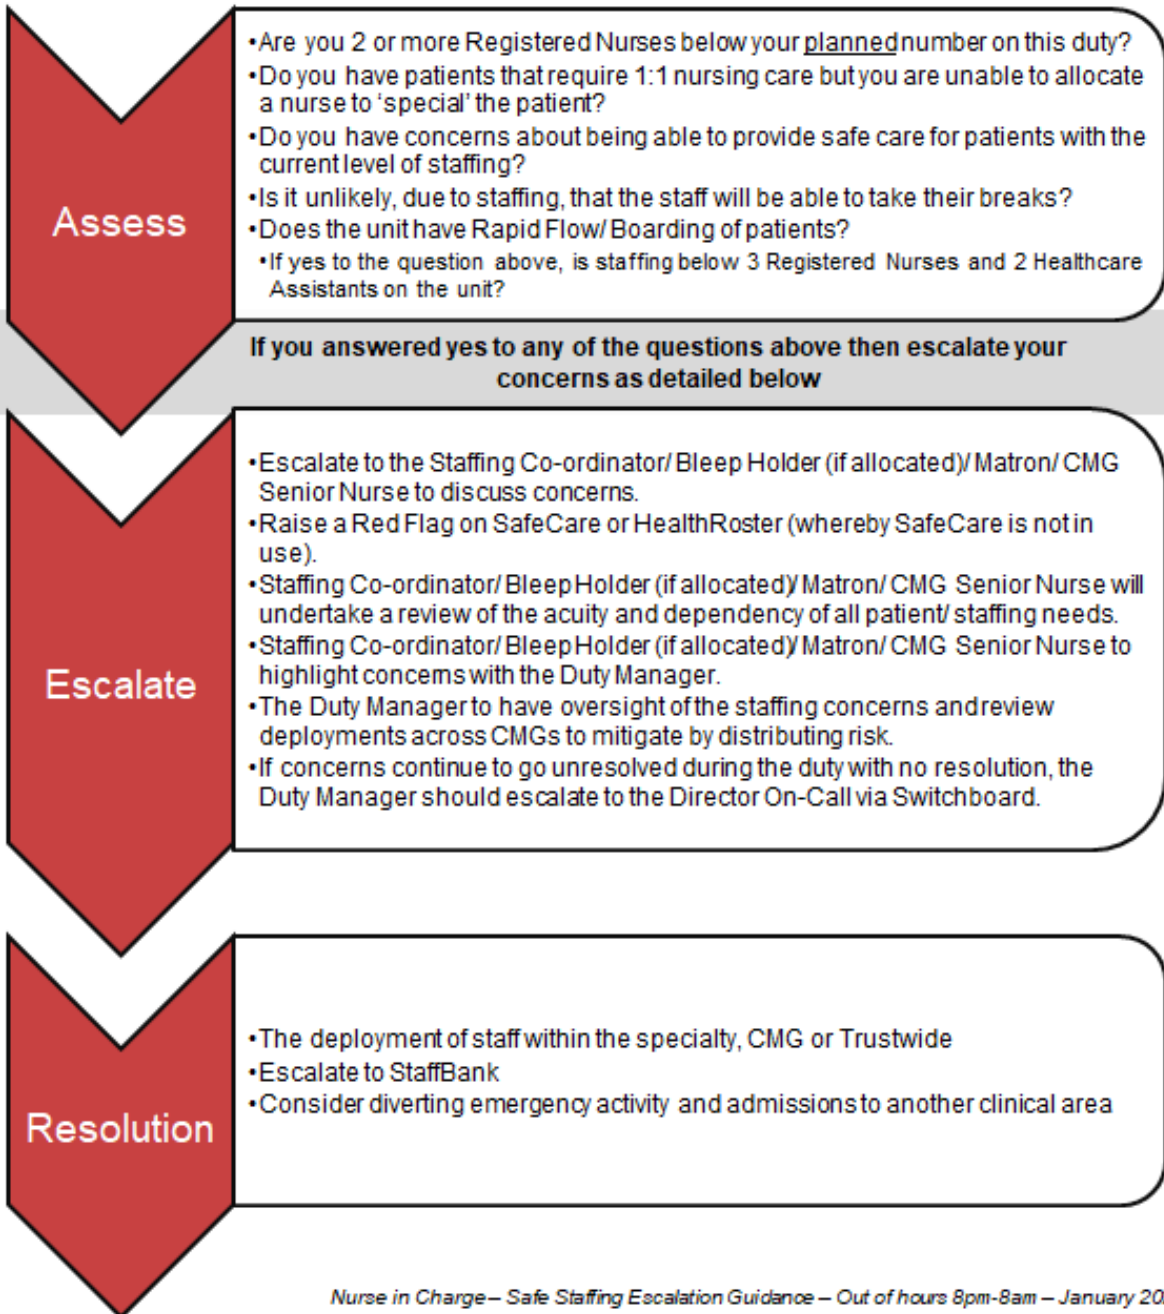 Assess
•Are you 2 or more Registered Nurses below your planned number on this duty?
•Do you have patients that require 1:1 nursing care but you are unable to allocate
a nurse to 'special' the patient?
•Do you have concerns about being able to provide safe care for patients with the
current level of staffing?
•Is it unlikely, due to staffing, that the staff will be able to take their breaks?
•Does the unit have Rapid Flow/ Boarding of patients?
•If yes to the question above, is staffing below 3 Registered Nurses and 2 Healthcare
Assistants on the unit?
If you answered yes to any of the questions above then escalate your
concerns as detailed below
Escalate
•Escalate to the Staffing Co-ordinator/ Bleep Holder (if allocated)/ Matron/ CMG
Senior Nurse to discuss concerns.
•Raise a Red Flag on SafeCare or HealthRoster (whereby SafeCare is not in
use).
•Staffing Co-ordinator/ Bleep Holder (if allocated)/ Matron/ CMG Senior Nurse will
undertake a review of the acuity and dependency of all patient/ staffing needs.
•Staffing Co-ordinator/ Bleep Holder (if allocated)/ Matron/ CMG Senior Nurse to
highlight concerns with the Duty Manager.
•The Duty Manager to have oversight of the staffing concerns and review
deployments across CMGs to mitigate by distributing risk.
•If concerns continue to go unresolved during the duty with no resolution, the
Duty Manager should escalate to the Director On-Call via Switchboard.
Resolution
•The deployment of staff within the specialty, CMG or Trustwide
•Escalate to StaffBank
•Consider diverting emergency activity and admissions to another clinical area
Nurse in Charge – Safe Staffing Escalation Guidance – Out of hours 8pm-8am – January 20